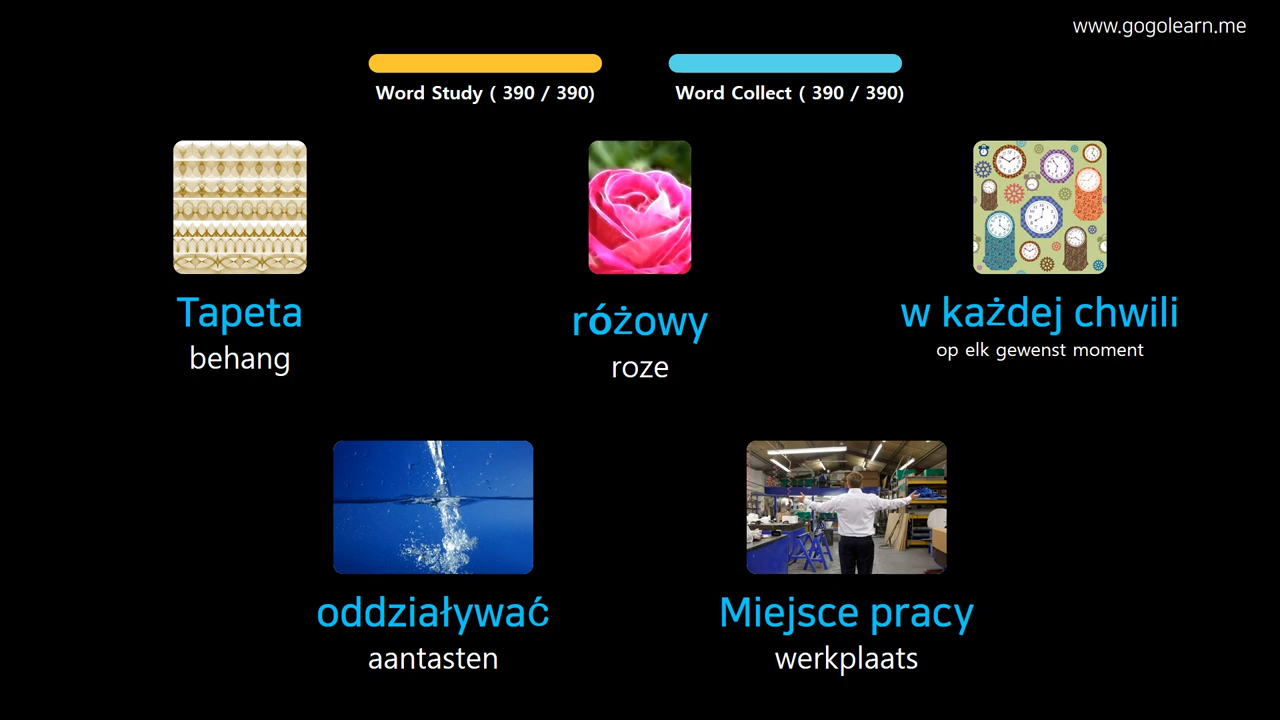 www.gogolearn.me
Word Study ( 390 / 390)
Word Collect ( 390 / 390)
Tapeta
behang
różowy
roze
w każdej chwili
op elk gewenst moment
oddziaływać
aantasten
Miejsce pracy
werkplaats